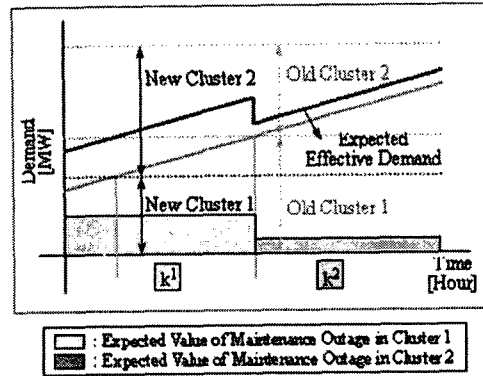 New Cluster 2
Old Cluster 2
Demand
[MW]
Expected
Effective Demand
New Cluster 1
Old Cluster 1
k1
k2
Time
[Hour]
: Expected Value of Maintenance Outage in Cluster 1
: Expected Value of Maintenance Outage in Cluster 2